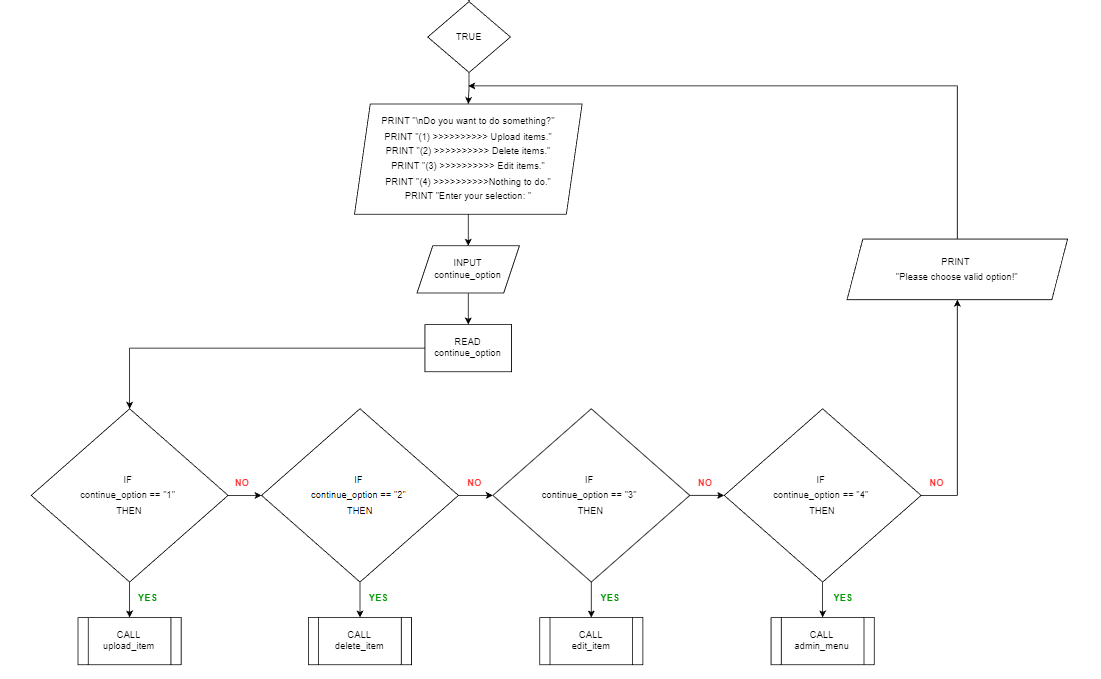 TRUE
PRINT "\nDo you want to do something?"
PRINT "(1) >>>>>>>>>> Upload items."
PRINT "(2) >>>>>>>>>> Delete items."
PRINT "(3) >>>>>>>>>> Edit items."
PRINT "(4) >>>>>>>>>>Nothing to do."
PRINT "Enter your selection: "
INPUT
continue_option
PRINT
"Please choose valid option!"
READ
continue_option
IF
continue_option == "1"
THEN
NO
IF
continue_option == "2"
THEN
NO
IF
continue_option == "3"
THEN
NO
IF
continue_option == "4"
THEN
NO
YES
YES
YES
YES
CALL
upload_item
CALL
delete_item
CALL
edit_item
CALL
admin_menu